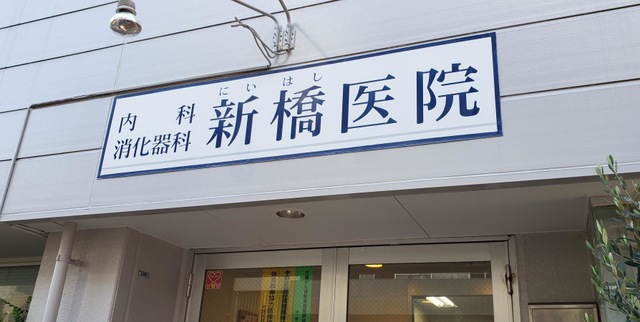 内科
消化器科
にいはし
新橋医院